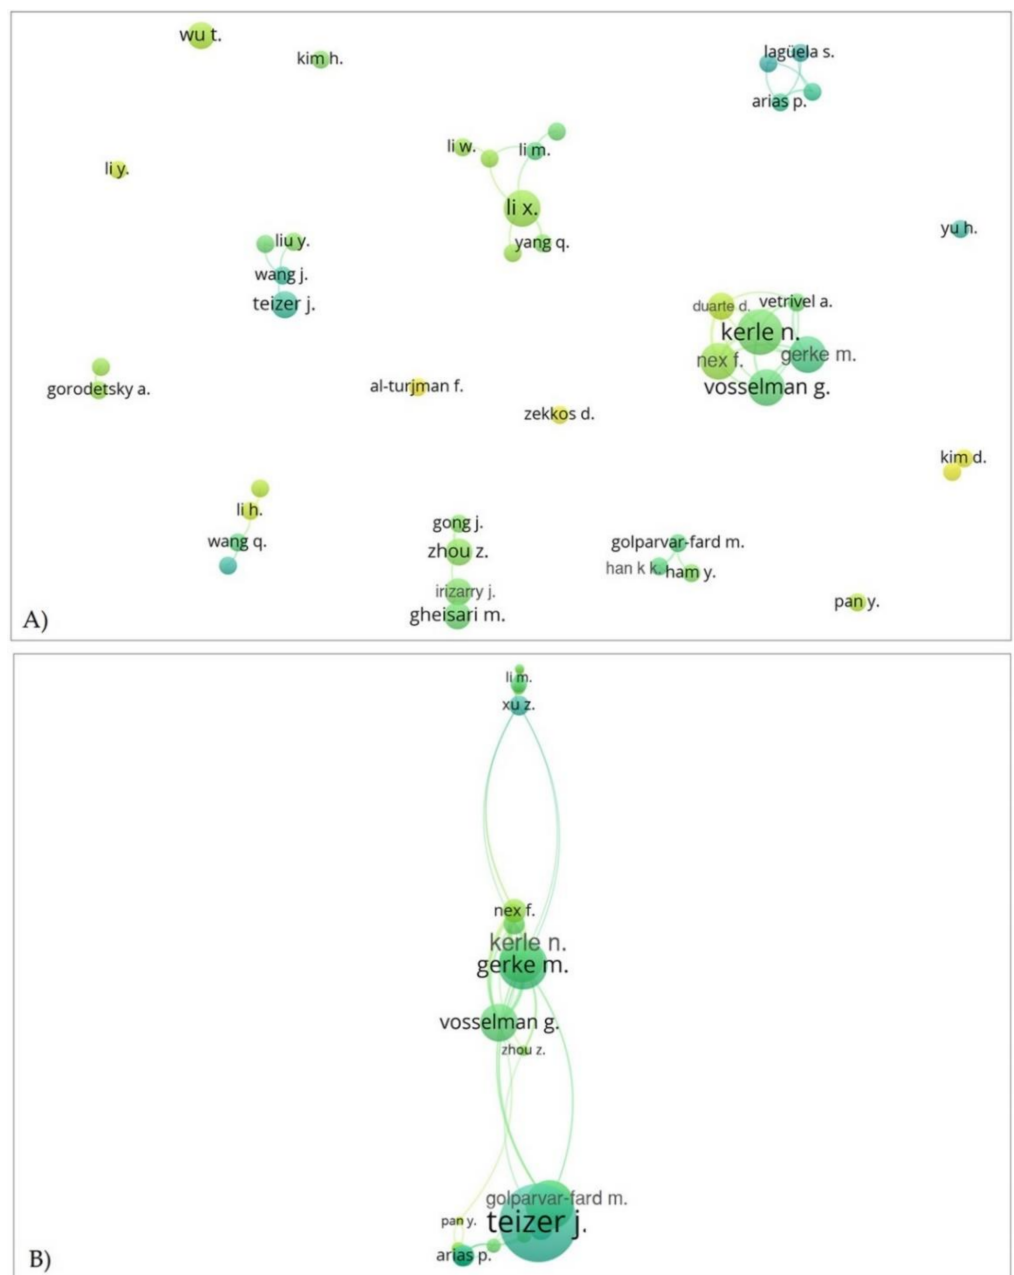 wu t.
kim h.
lagüela s.
arias p.
li w.
li m.
li y.
li x.
yang q.
yu h.
liu y.
wang j.
teizer j.
duarte d.
vetrivel a.
kerle n.
nex f.
gerke m.
vosselman g.
gorodetsky a.
al-turjman f.
zekkos d.
kim d.
li h.
wang q.
gong j.
zhou z.
irizarry j.
gheisari m.
golparvar-fard m.
han k k.
ham y.
pan y.
A)
li m.
xu z.
nex f.
kerle n.
gerke m.
vosselman g.
zhou z.
golparvar-fard m.
pan y.
teizer j.
arias p.
B)